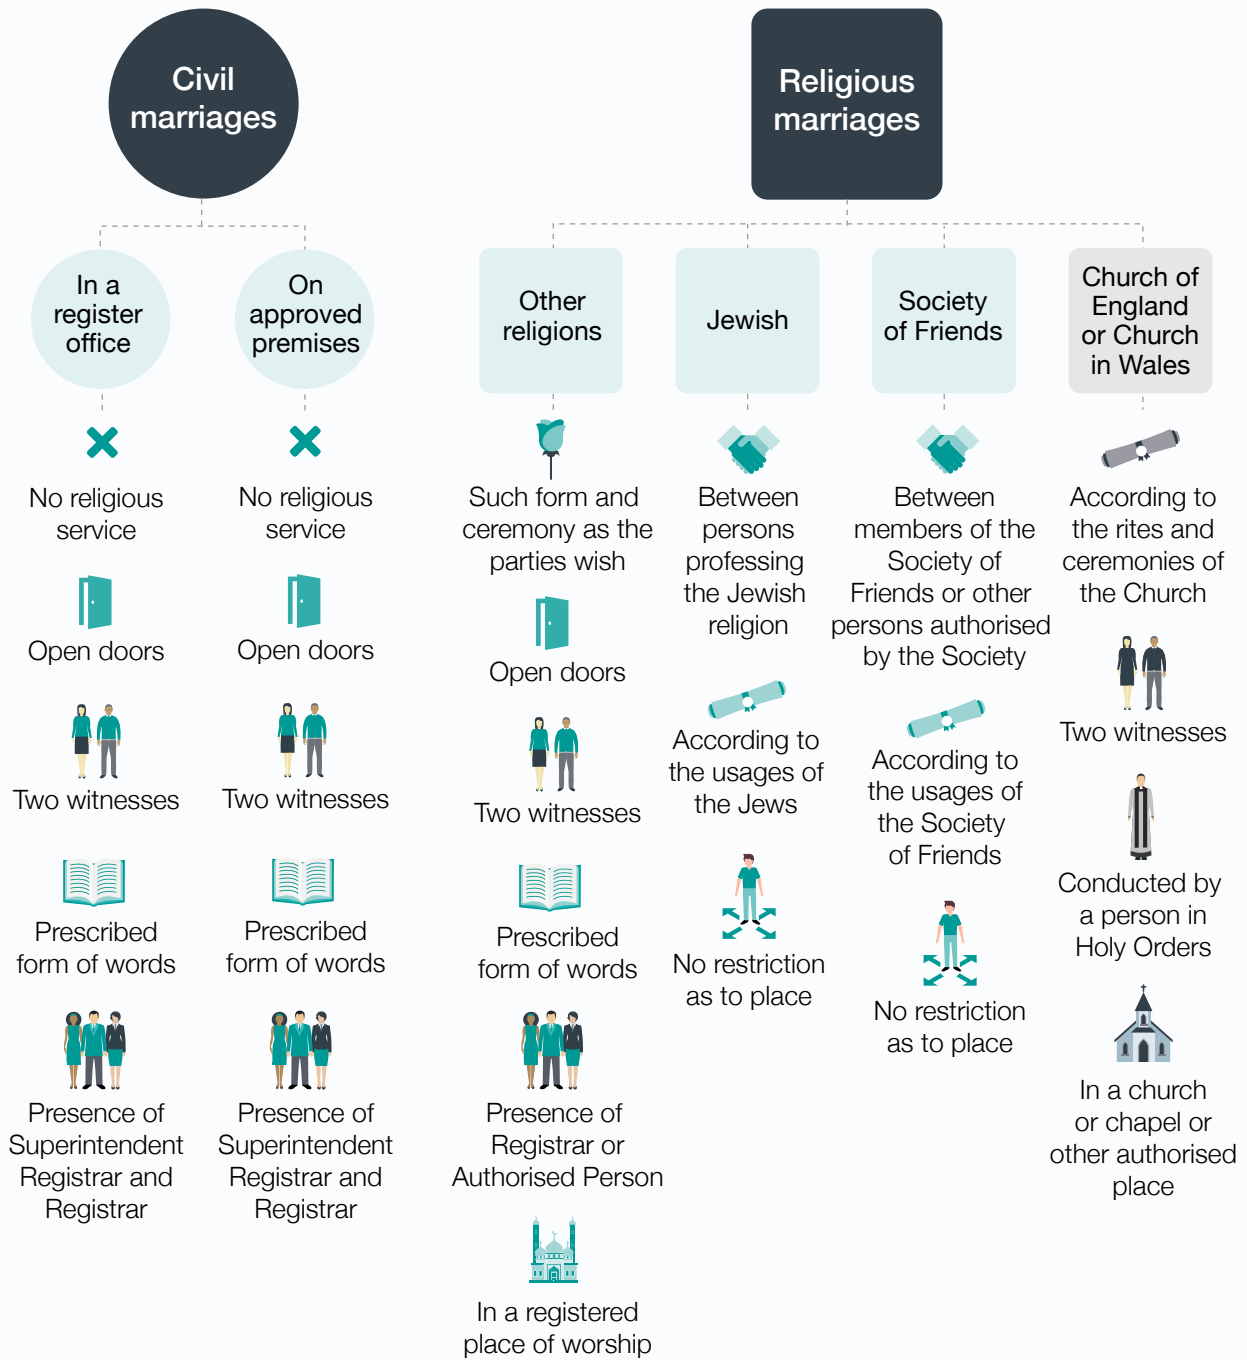 Civil
marriages
In a
register
office
No religious
service
Open doors
Two witnesses
Prescribed
form of words
Presence of
Superintendent
Registrar and
Registrar
On
approved
premises
No religious
service
Open doors
Two witnesses
Prescribed
form of words
Presence of
Superintendent
Registrar and
Registrar
Religious
marriages
Other
religions
Such form and
ceremony as the
parties wish
Open doors
Two witnesses
Prescribed
form of words
Presence of
Registrar or
Authorised Person
In a registered
place of worship
Jewish
Between
persons
professing
the Jewish
religion
According to
the usages of
the Jews
No restriction
as to place
Society
of Friends
Between
members of the
Society of
Friends or other
persons authorised
by the Society
According to
the usages of
the Society
of Friends
No restriction
as to place
Church of
England
or Church
in Wales
According to
the rites and
ceremonies of
the Church
Two witnesses
Conducted by
a person in
Holy Orders
In a church
or chapel or
other authorised
place